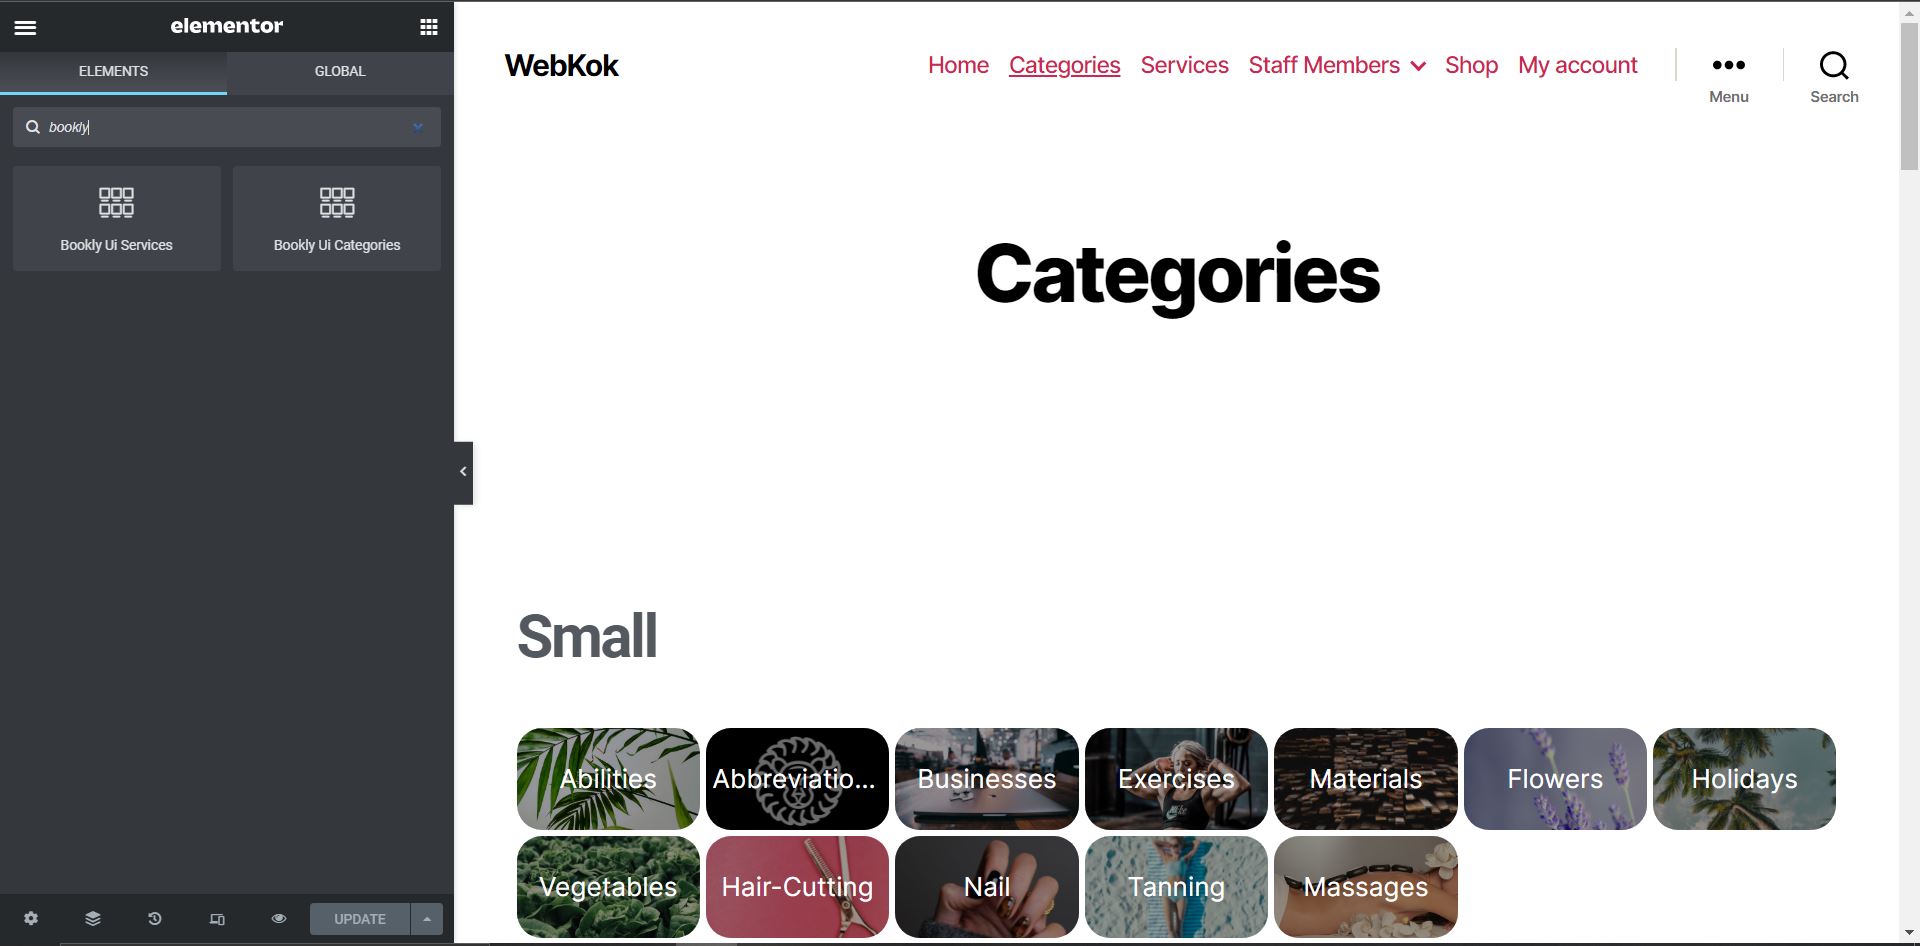 elementor
ELEMENTS
GLOBAL
bookly
Bookly Ui Services
Bookly Ui Categories
UPDATE
WebKok
Home Categories Services Staff Members Shop My account
Menu
Search
Categories
Small
Abilities
Abbreviatio...
Businesses
Exercises
Materials
Flowers
Holidays
Vegetables
Hair-Cutting
Nail
Tanning
Massages